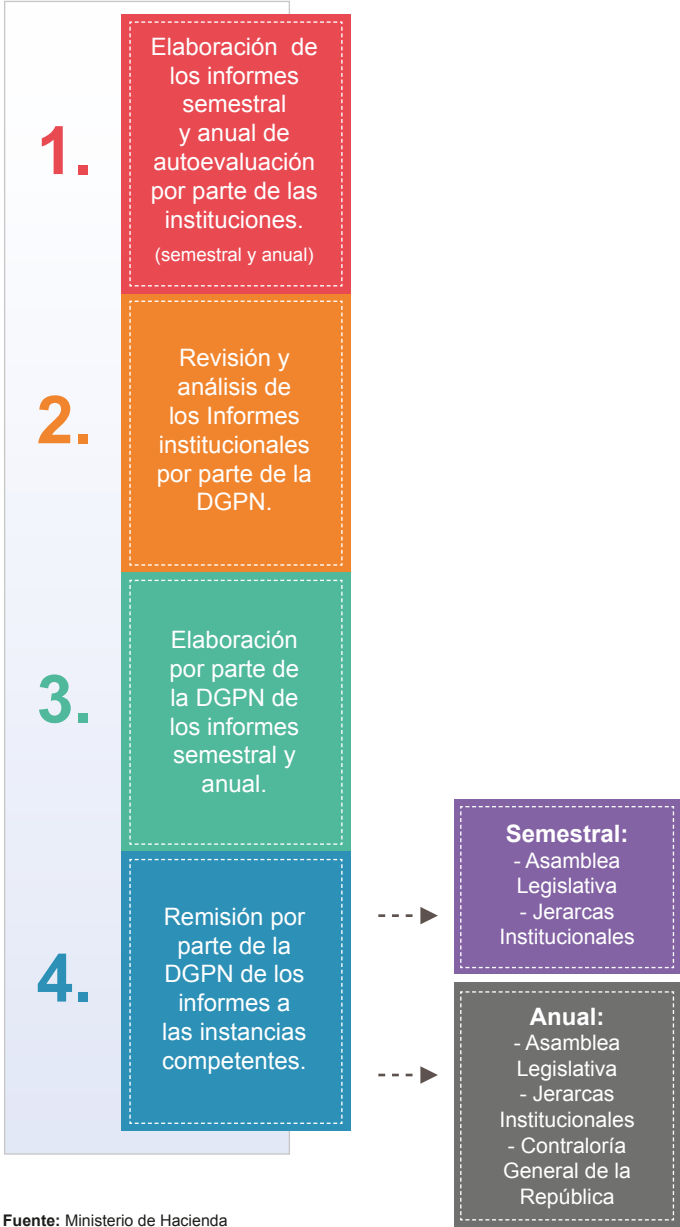 1.
Elaboración de
los informes
semestral
y anual de
autoevaluación
por parte de las
instituciones.
(semestral y anual)
2.
Revisión y
análisis de
los Informes
institucionales
por parte de la
DGPN.
3.
Elaboración
por parte de
la DGPN de
los informes
semestral y
anual.
4.
Remisión por
parte de la
DGPN de los
informes a
las instancias
competentes.
Semestral:
- Asamblea
Legislativa
- Jerarcas
Institucionales
Anual:
- Asamblea
Legislativa
- Jerarcas
Institucionales
- Contraloría
General de la
República
Fuente: Ministerio de Hacienda